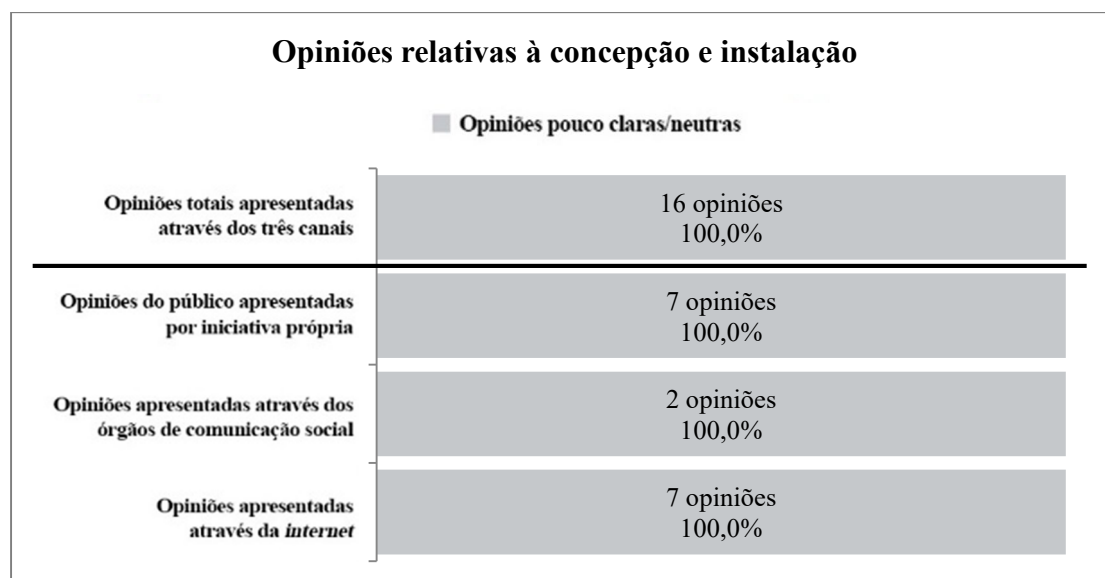 Opiniões relativas à concepção e instalação
Opiniões pouco claras/neutras
Opiniões totais apresentadas
através dos três canais
16 opiniões
100,0%
Opiniões do público apresentadas
por iniciativa própria
7 opiniões
100,0%
Opiniões apresentadas através dos
órgãos de comunicação social
2 opiniões
100,0%
Opiniões apresentadas
através da internet
7 opiniões
100,0%